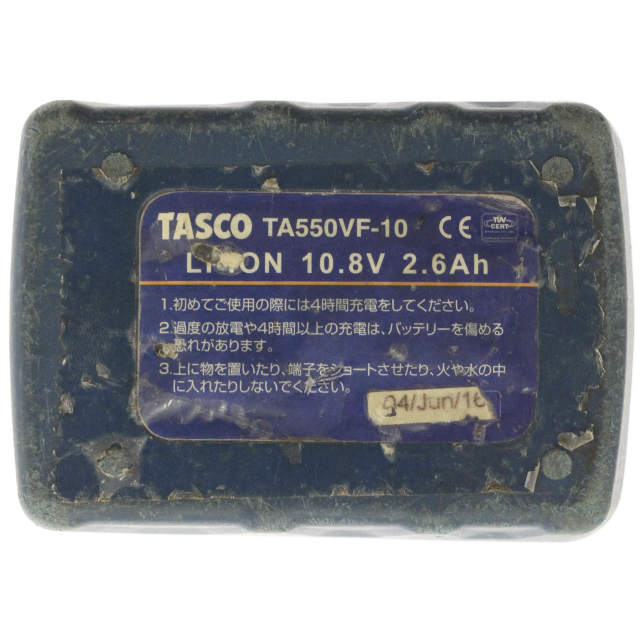 TASCO TA550VF-10 CE TÜV CERT
LI-ION 10.8V 2.6Ah
1.初めてご使用の際には4時間充電をしてください。
2.過度の放電や4時間以上の充電は、バッテリーを傷める
恐れがあります。
3.上に物を置いたり、端子をショートさせたり、火や水の中
に入れたりしないでください。
04/Jun/16